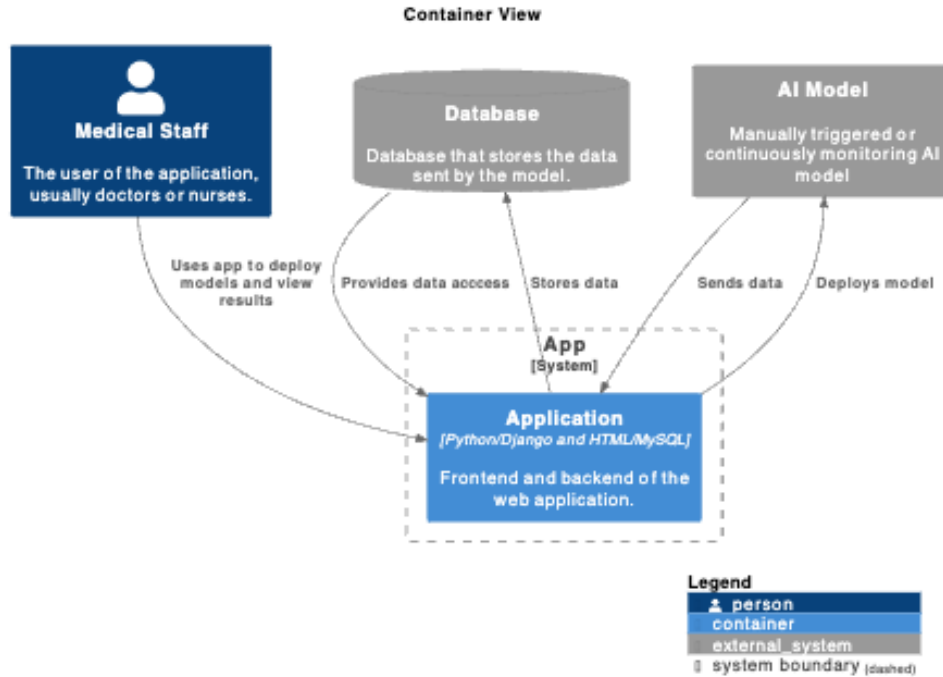 Container View
Medical Staff
The user of the application,
usually doctors or nurses.
Database
Database that stores the data
sent by the model.
AI Model
Manually triggered or
continuously monitoring AI
model
Uses app to deploy
models and view
results
Provides data acccess
Stores data
Sends data
Deploys model
App
[System]
Application
[Python/Django and HTML/MySQL]
Frontend and backend of the
web application.
Legend
person
container
external_system
system boundary (dashed)